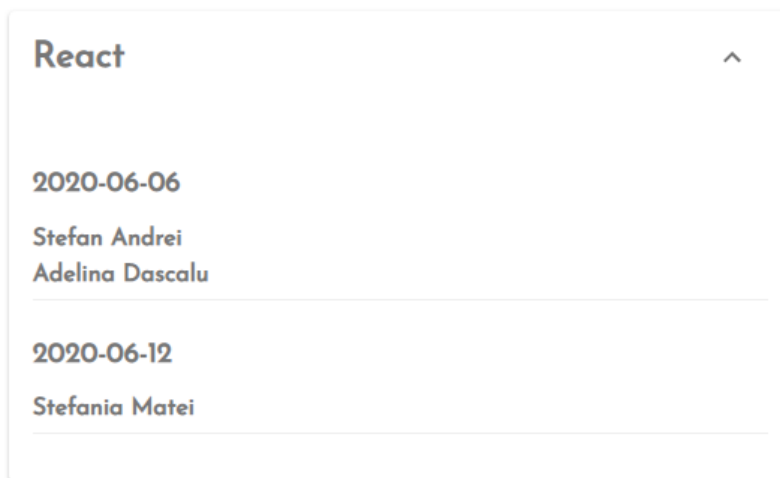 React
2020-06-06
Stefan Andrei
Adelina Dascalu
2020-06-12
Stefania Matei